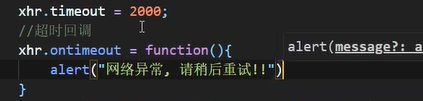 xhr.timeout = 2000;
//超时回调
xhr.ontimeout = function(){
alert(message?: a
alert("网络异常, 请稍后重试!!")
}